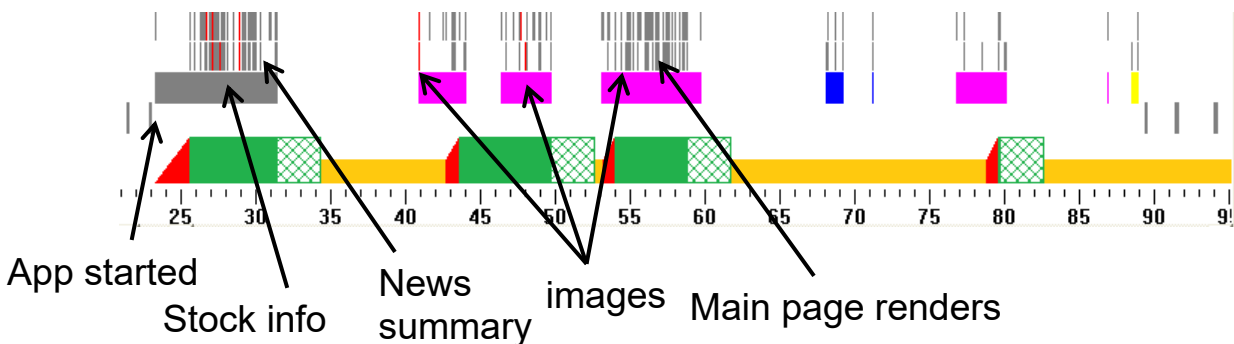 25 30 35 40 45 50 55 60 65 70 75 80 85 90 9
App started
Stock info
News
summary
images
Main page renders